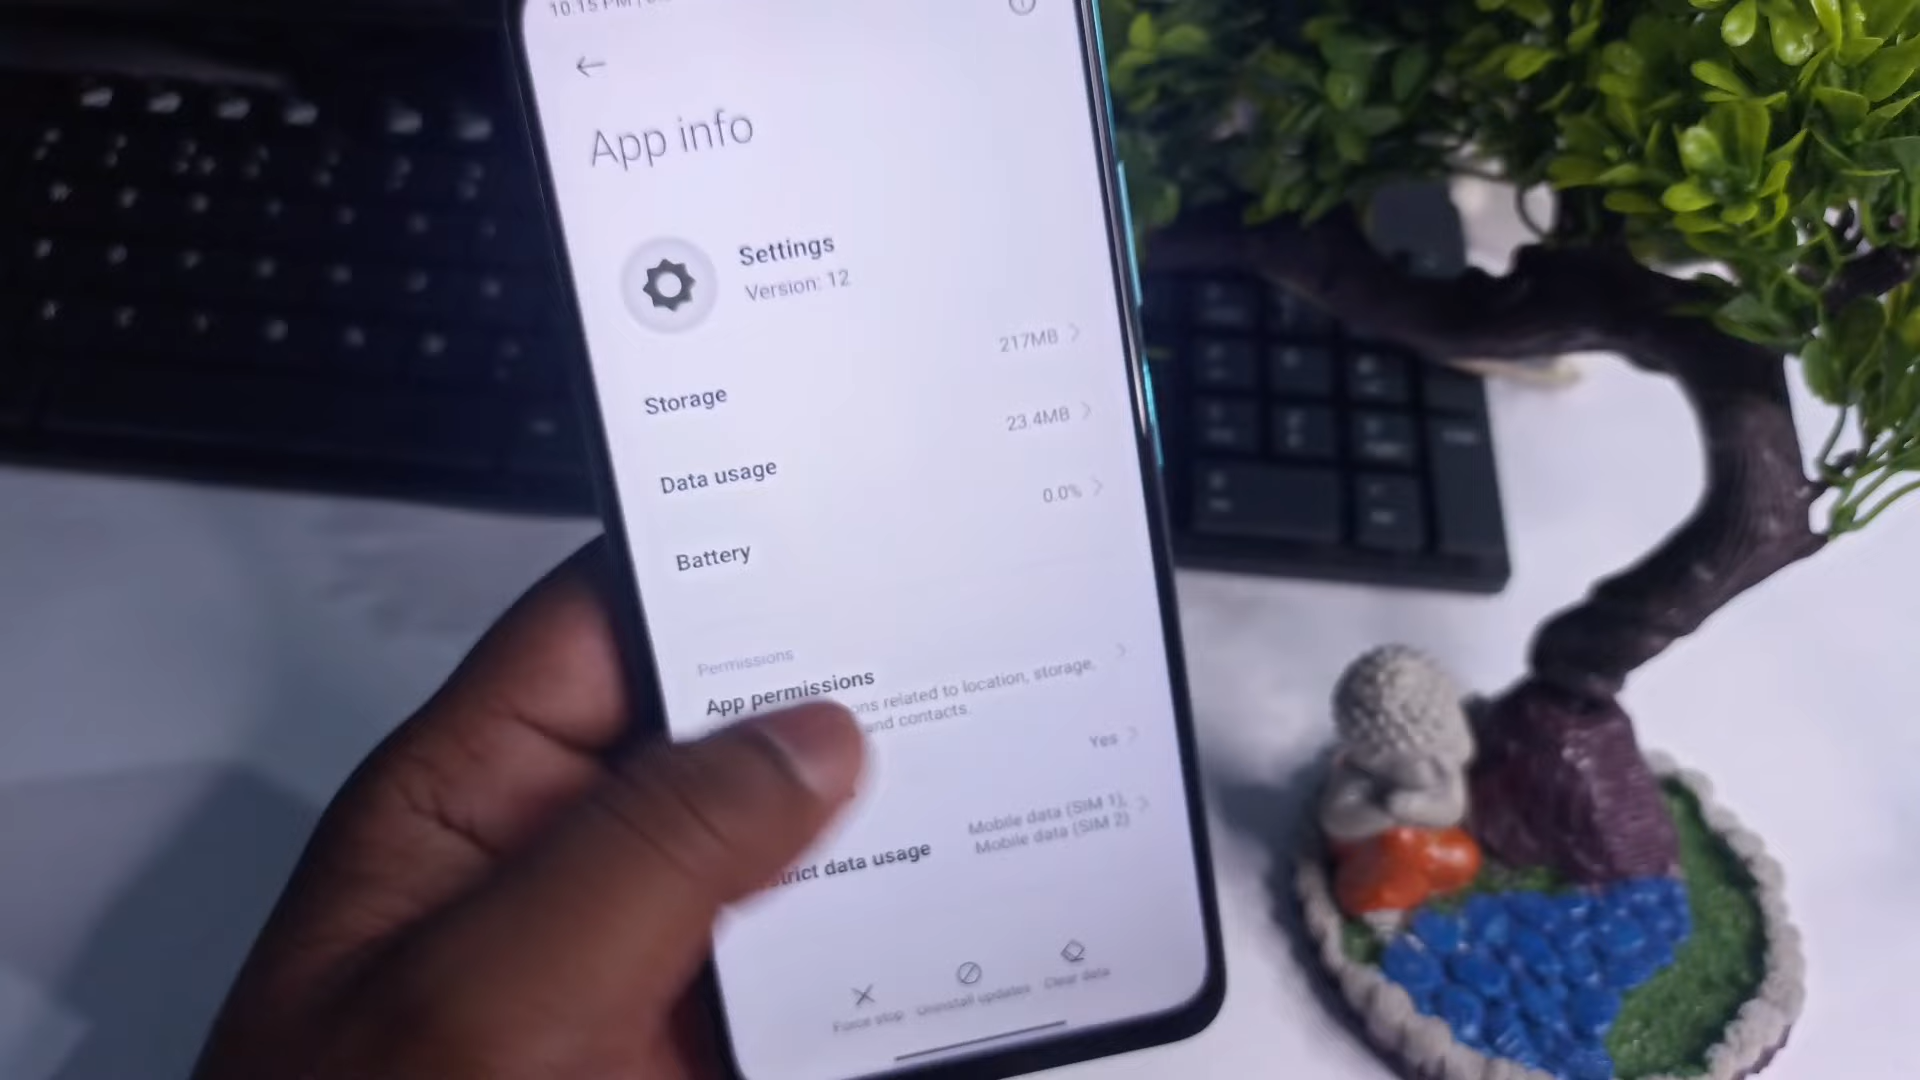 10:15 PM
App info
Settings
Version: 12
Storage
217MB
Data usage
23.4MB
Battery
0.0%
Permissions
App permissions
ons related to location, storage,
and contacts.
Yes
strict data usage
Mobile data (SIM 1),
Mobile data (SIM 2)
Force stop
Uninstall updates
Clear data